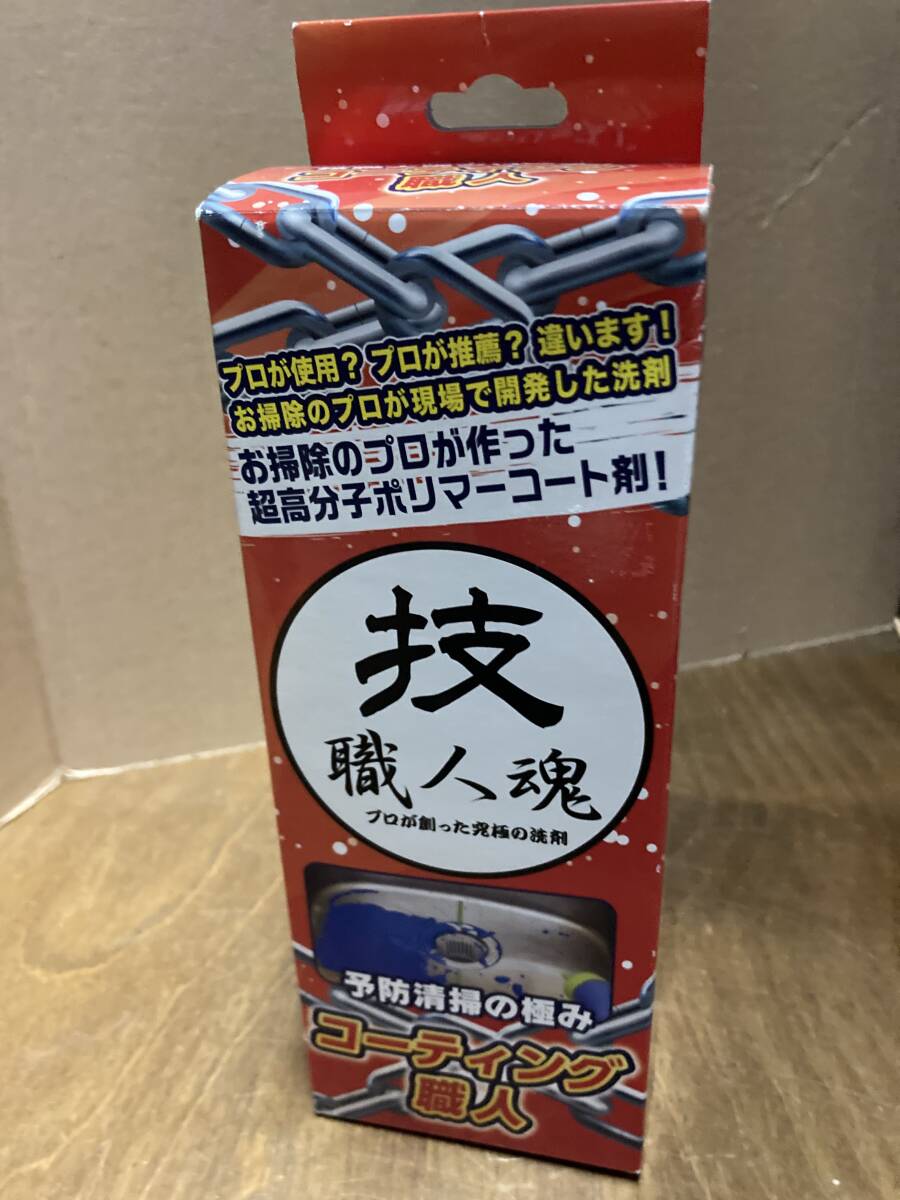 職人
プロが使用？ プロが推薦？ 違います！
お掃除のプロが現場で開発した洗剤
お掃除のプロが作った
超高分子ポリマーコート剤！
技
職人魂
プロが創った究極の洗剤
予防清掃の極み
コーティング
職人